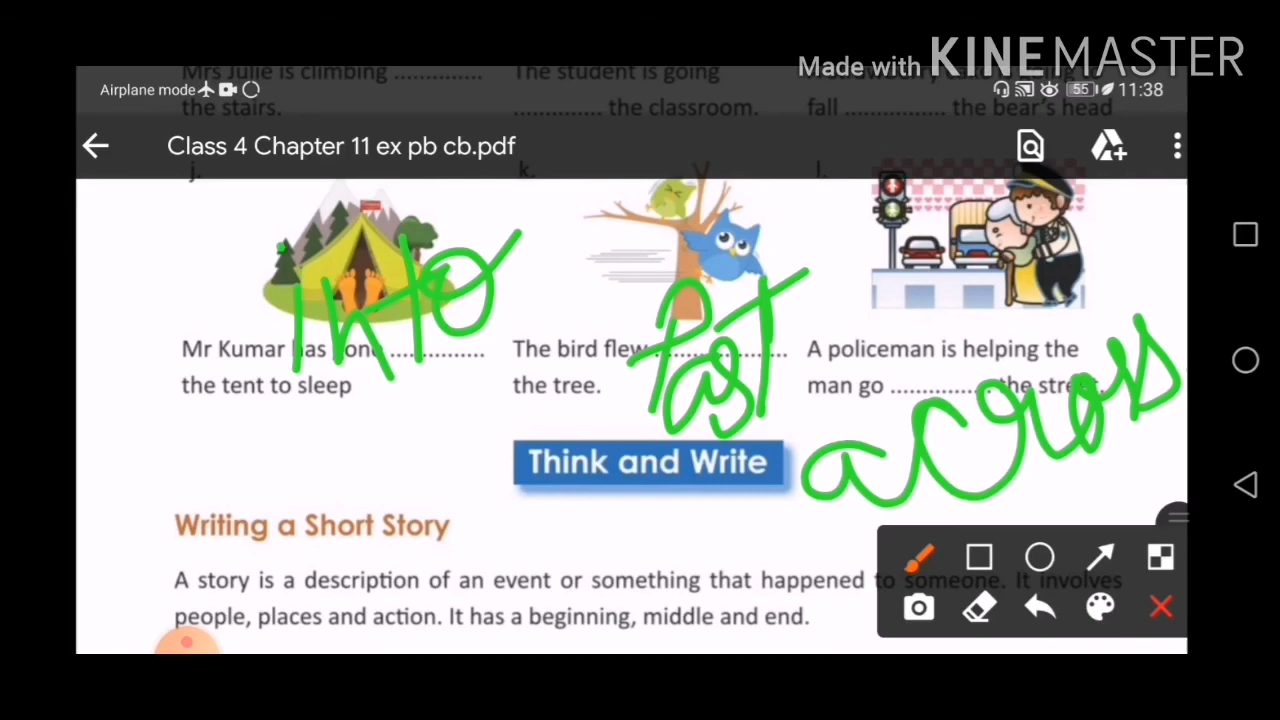 Made with KINEMASTER
Mrs Julie is climbing ..............
The student is going
the stairs.
.............. the classroom.
fall ................ the bear's head
Airplane mode
55
11:38
Class 4 Chapter 11 ex pb cb.pdf
j.
k.
l.
into
past
across
Mr Kumar has gone ..............
the tent to sleep
The bird flew ....................
the tree.
A policeman is helping the
man go ................ the street.
Think and Write
Writing a Short Story
A story is a description of an event or something that happened to someone. It involves
people, places and action. It has a beginning, middle and end.